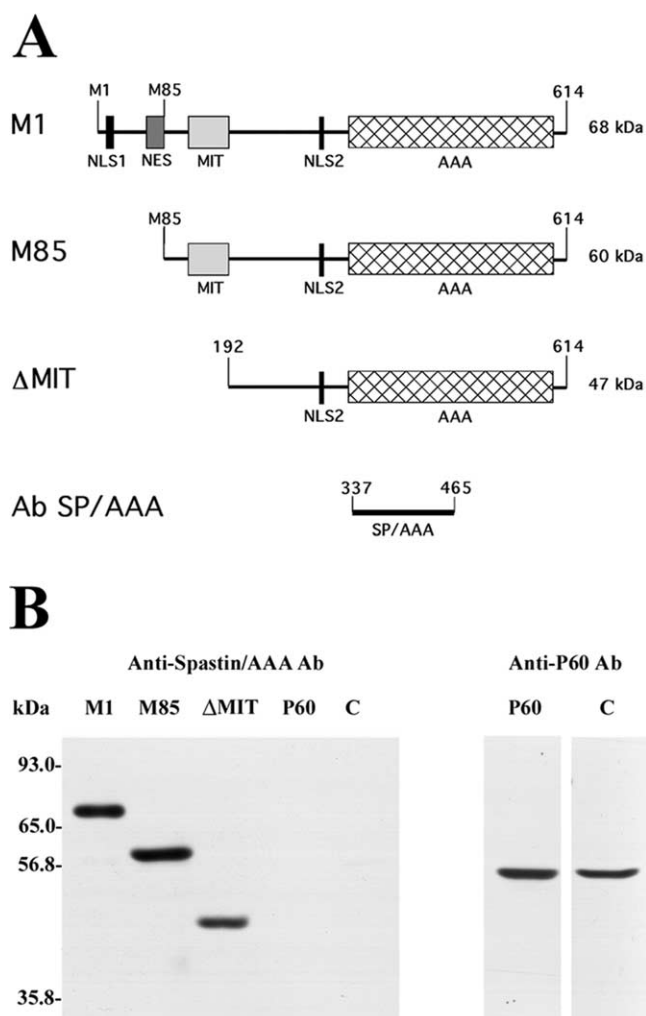 A
M1 M85 614
M1 68 kDa
NLS1 NES MIT NLS2 AAA
M85 614
M85 60 kDa
MIT NLS2 AAA
192 614
ΔMIT 47 kDa
NLS2 AAA
337 465
Ab SP/AAA
SP/AAA
B
Anti-Spastin/AAA Ab Anti-P60 Ab
kDa M1 M85 ΔMIT P60 C P60 C
93.0-
65.0-
56.8-
35.8-